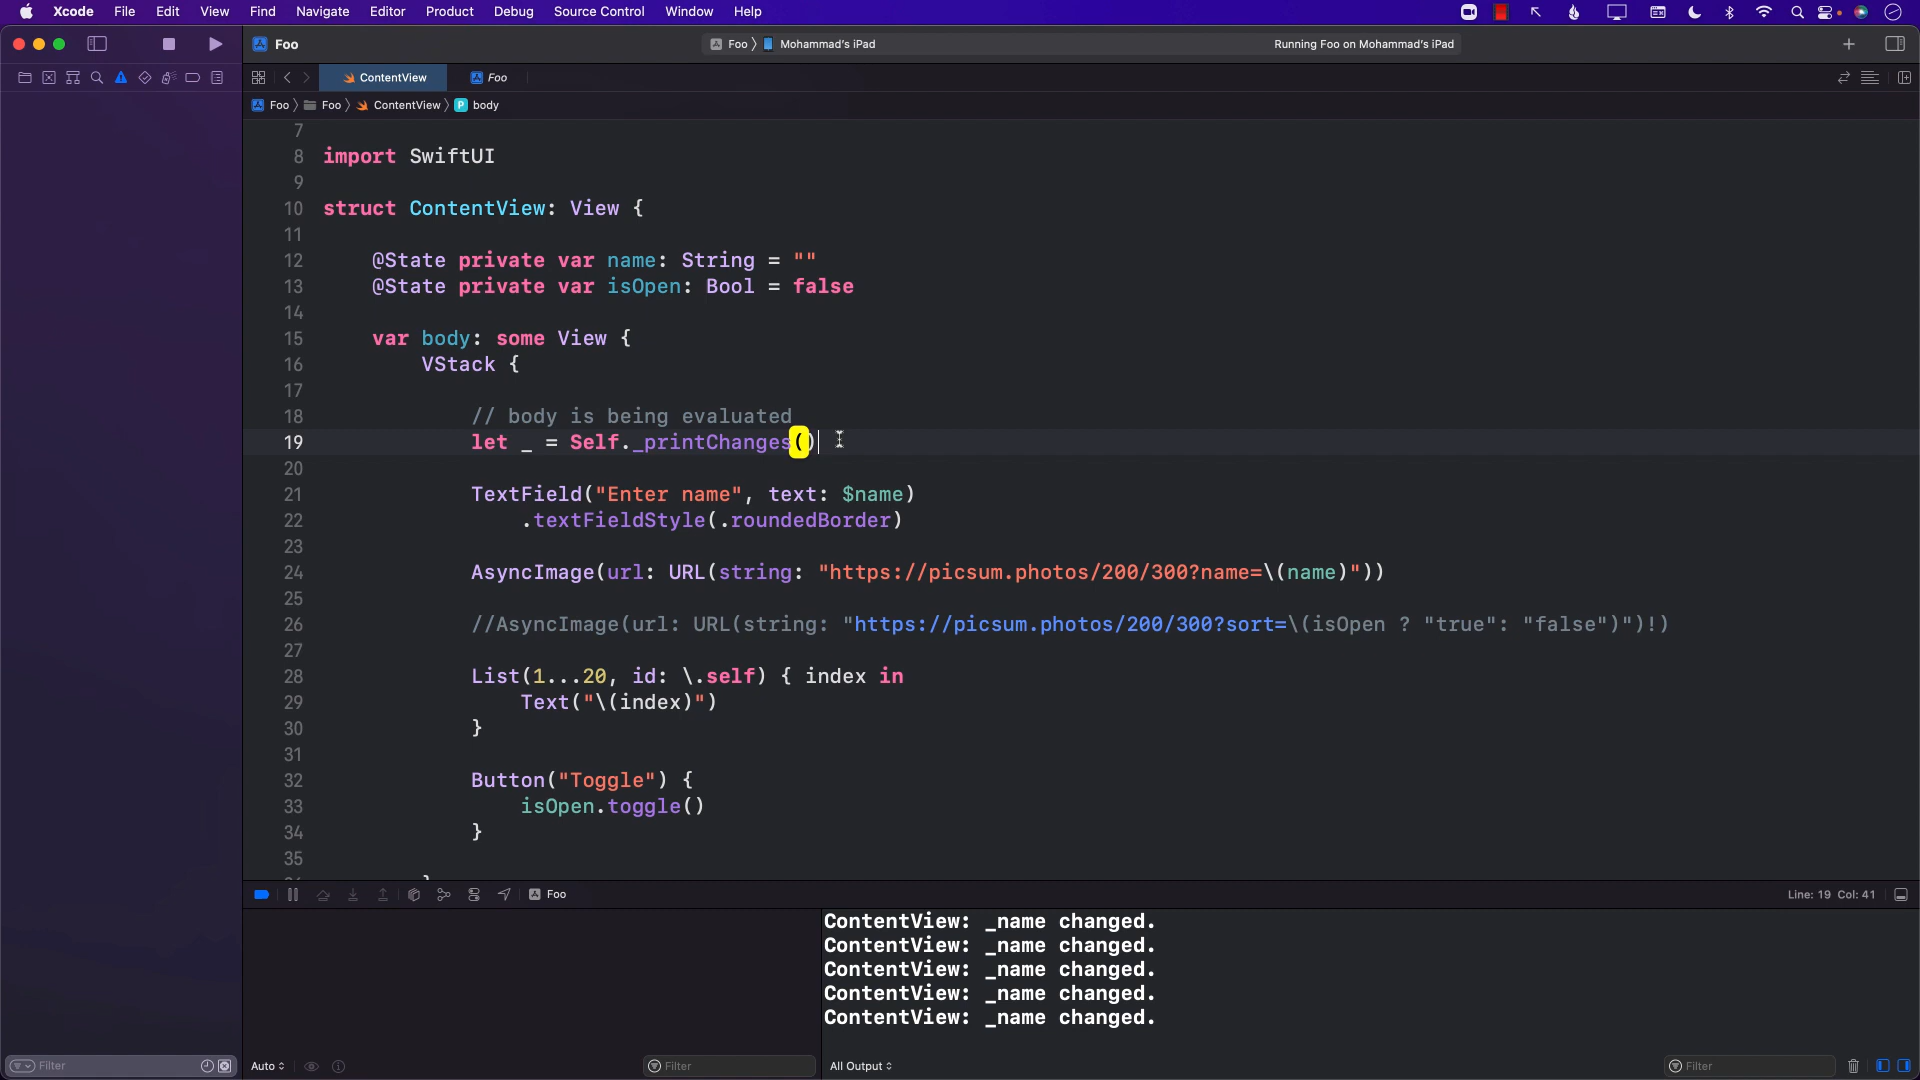 Xcode File Edit View Find Navigate Editor Product Debug Source Control Window Help
Foo Foo Mohammad's iPad Running Foo on Mohammad's iPad
ContentView Foo
Foo Foo ContentView P body
7
8 import SwiftUI
9
10 struct ContentView: View {
11
12 @State private var name: String = ""
13 @State private var isOpen: Bool = false
14
15 var body: some View {
16 VStack {
17
18 // body is being evaluated
19 let _ = Self._printChanges()
20
21 TextField("Enter name", text: $name)
22 .textFieldStyle(.roundedBorder)
23
24 AsyncImage(url: URL(string: "https://picsum.photos/200/300?name=\(name)"))
25
26 //AsyncImage(url: URL(string: "https://picsum.photos/200/300?sort=\(isOpen ? "true": "false")")!)
27
28 List(1...20, id: \.self) { index in
29 Text("\(index)")
30 }
31
32 Button("Toggle") {
33 isOpen.toggle()
34 }
35
Foo Line: 19 Col: 41
ContentView: _name changed.
ContentView: _name changed.
ContentView: _name changed.
ContentView: _name changed.
ContentView: _name changed.
Filter Auto Filter All Output Filter